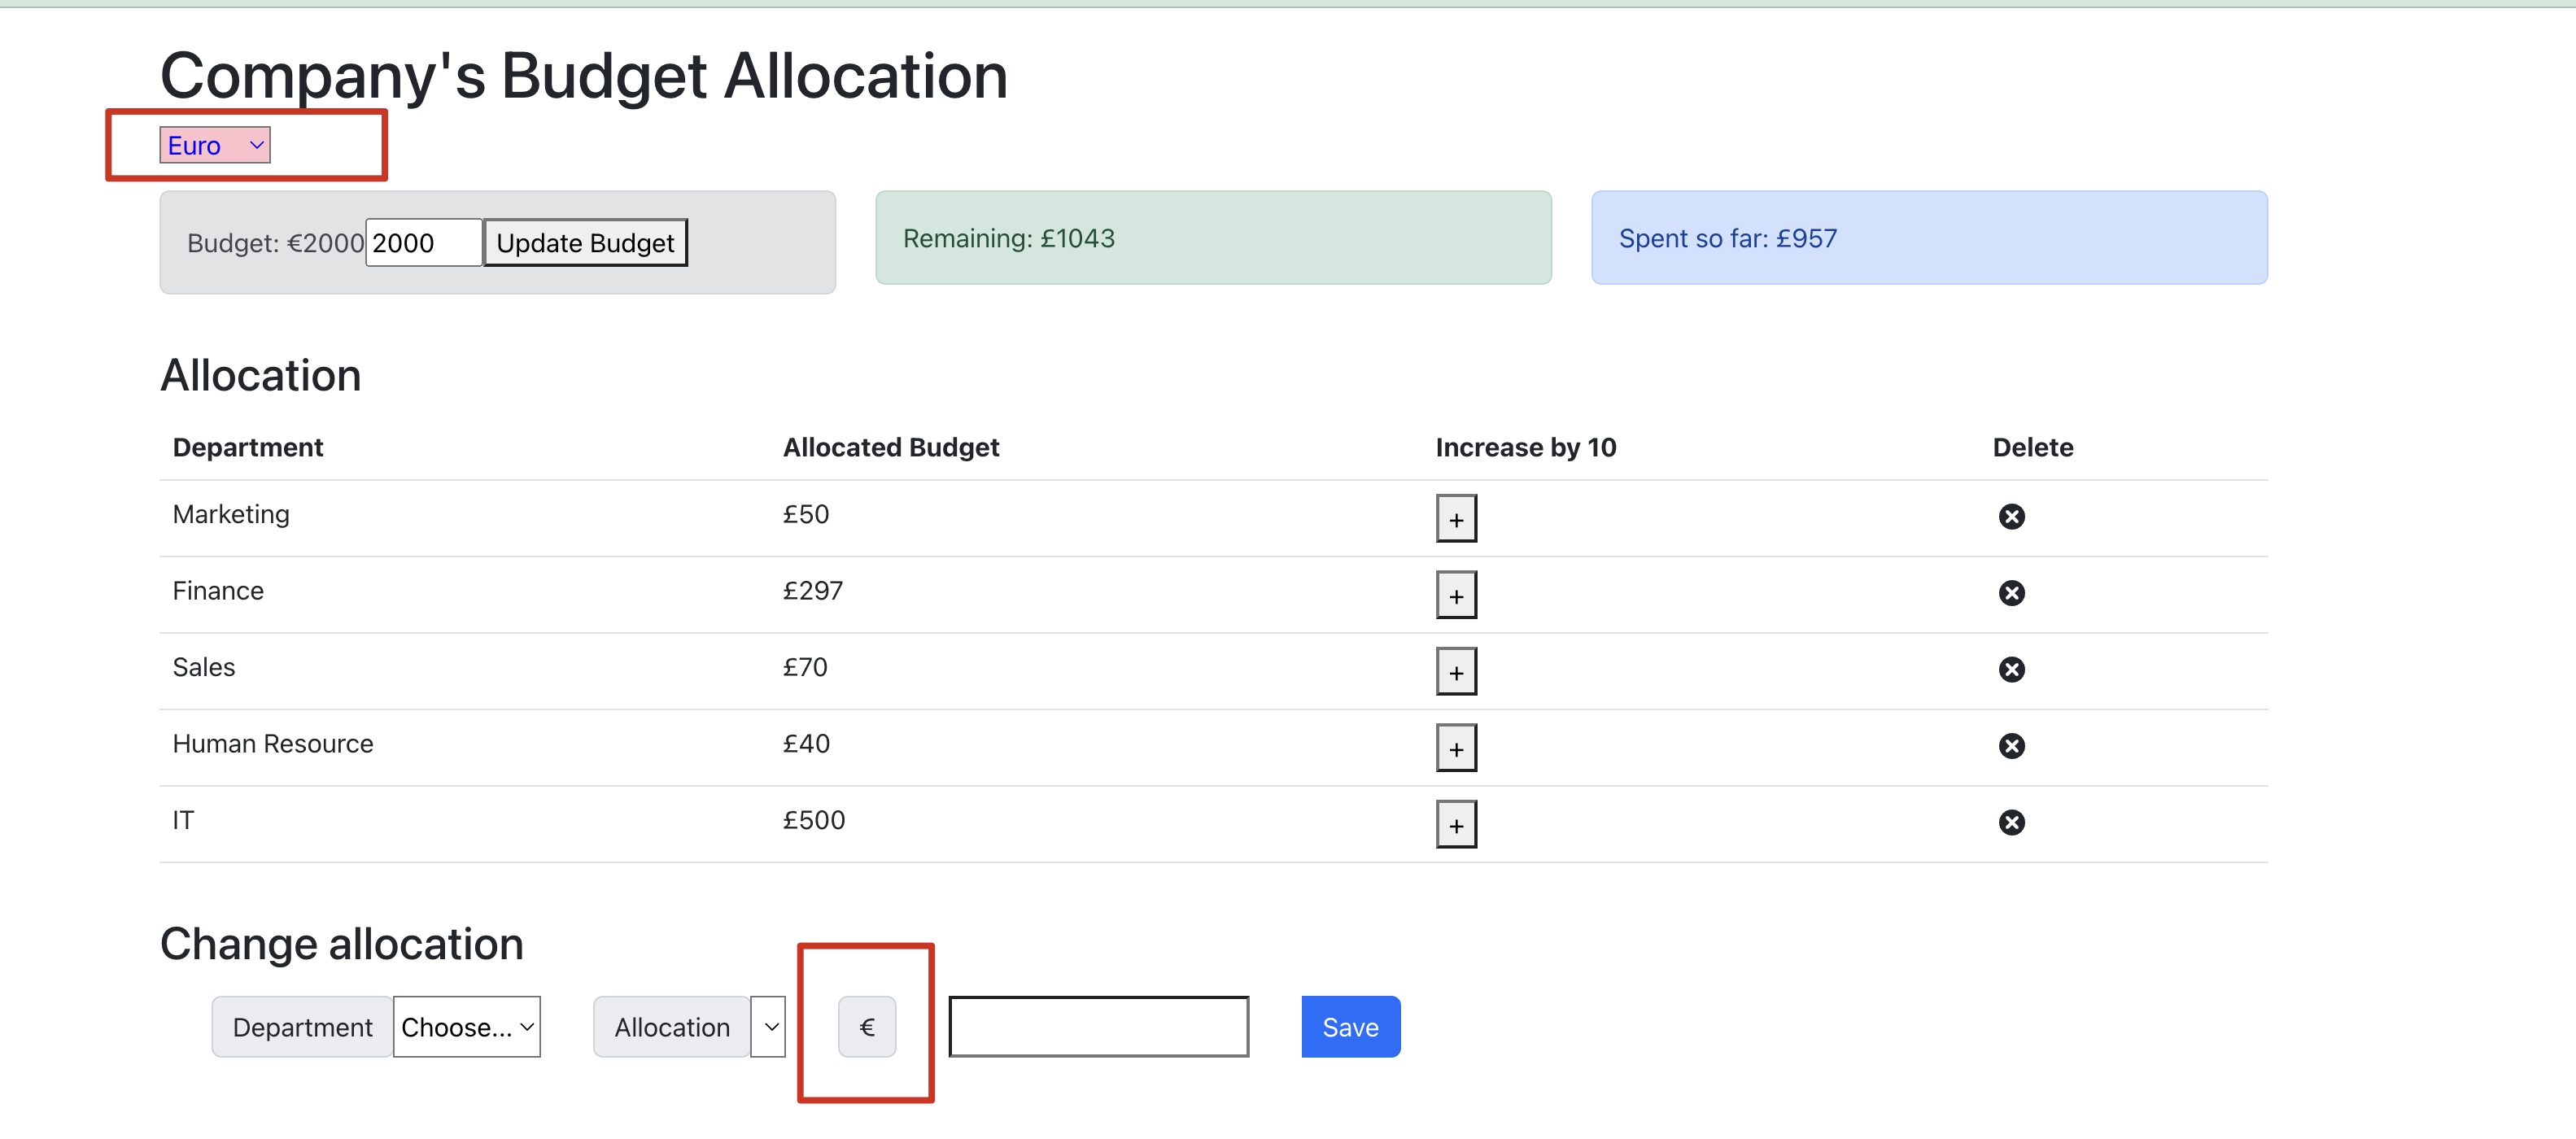 Company's Budget Allocation
Euro
Budget: €2000 2000 Update Budget
Remaining: £1043
Spent so far: £957
Allocation
Department Allocated Budget Increase by 10 Delete
Marketing £50 +
Finance £297 +
Sales £70 +
Human Resource £40 +
IT £500 +
Change allocation
Department Choose... Allocation € Save